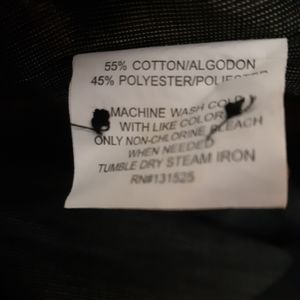 55% COTTON/ALGODON
45% POLYESTER/POLIESTER
MACHINE WASH COLD
WITH LIKE COLOR
ONLY NON-CHLORINE BLEACH
WHEN NEEDED
TUMBLE DRY STEAM IRON
RN#131525